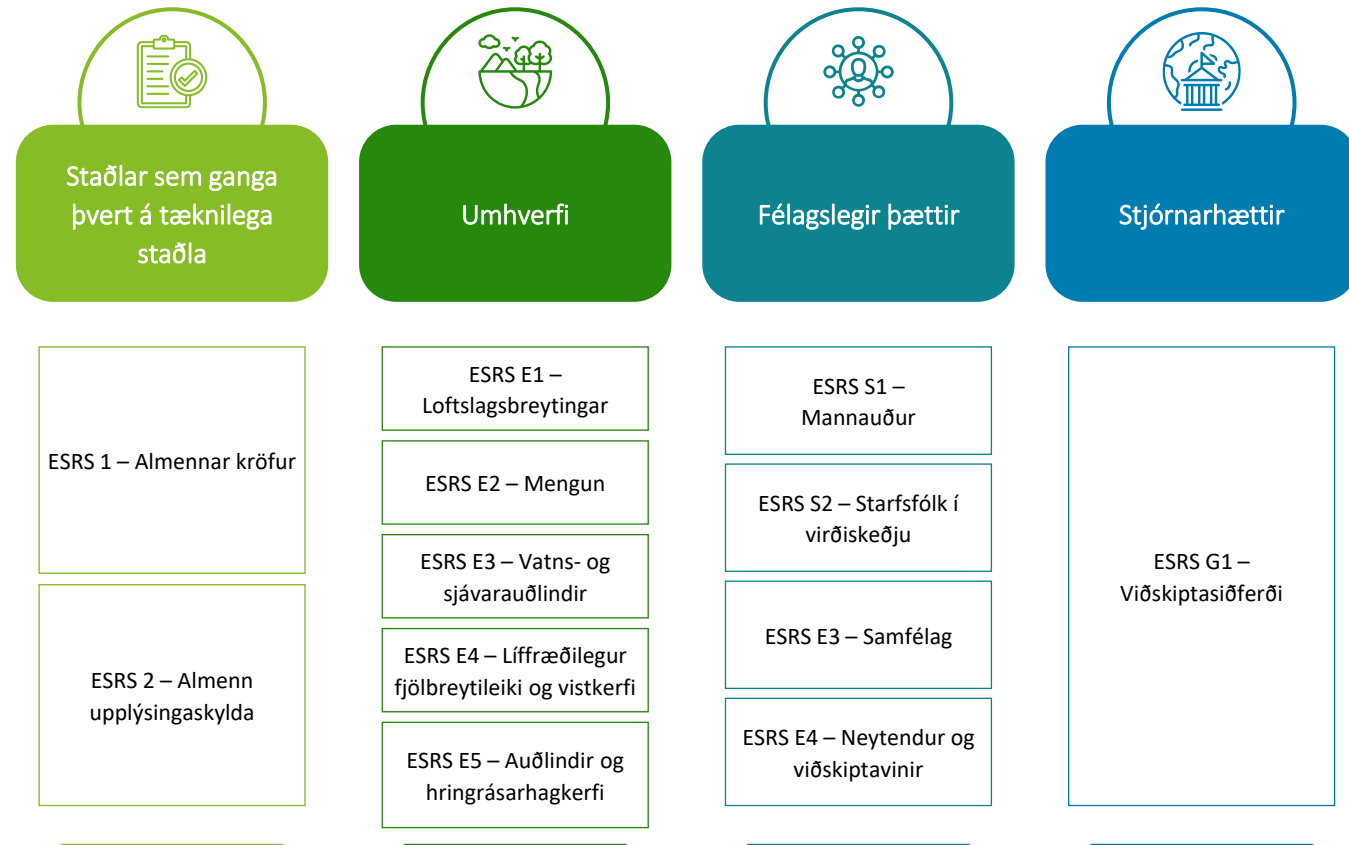 Staðlar sem ganga
þvert á tæknilega
staðla
Umhverfi
Félagslegir þættir
Stjórnarhættir
ESRS 1 – Almennar kröfur
ESRS 2 – Almenn
upplýsingaskylda
ESRS E1 –
Loftslagsbreytingar
ESRS E2 – Mengun
ESRS E3 – Vatns- og
sjávarauðlindir
ESRS E4 – Líffræðilegur
fjölbreytileiki og vistkerfi
ESRS E5 – Auðlindir og
hringrásarhagkerfi
ESRS S1 –
Mannauður
ESRS S2 – Starfsfólk í
virðiskeðju
ESRS E3 – Samfélag
ESRS E4 – Neytendur og
viðskiptavinir
ESRS G1 –
Viðskiptasiðferði